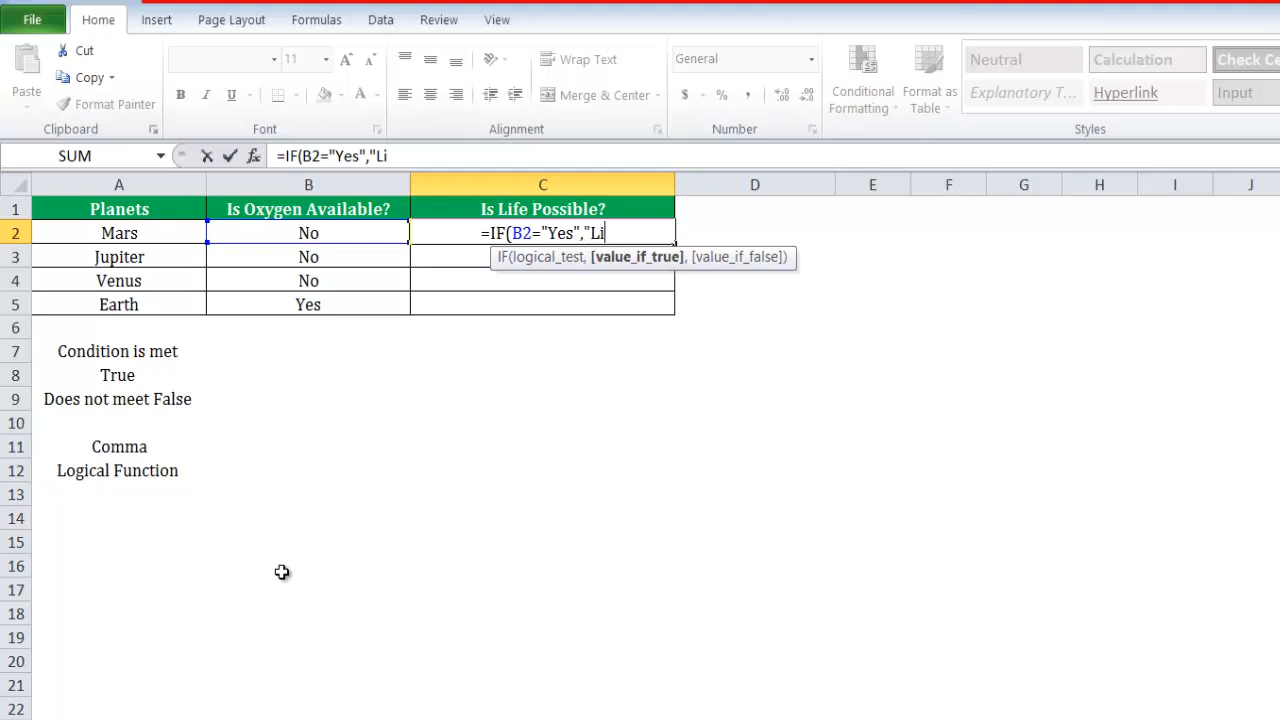 File Home Insert Page Layout Formulas Data Review View
Cut
Copy
Format Painter
Paste
Clipboard
11 A A
B I U A
Font
Wrap Text
Merge & Center
Alignment
General
$ % ,
Number
Conditional Formatting
Format as Table
Neutral Calculation Check Ce
Explanatory T... Hyperlink Input
Styles
SUM fx =IF(B2="Yes","Li
A B C D E F G H I J
1 Planets Is Oxygen Available? Is Life Possible?
2 Mars No =IF(B2="Yes","Li
IF(logical_test, [value_if_true], [value_if_false])
3 Jupiter No
4 Venus No
5 Earth Yes
6
7 Condition is met
8 True
9 Does not meet False
10
11 Comma
12 Logical Function
13
14
15
16
17
18
19
20
21
22